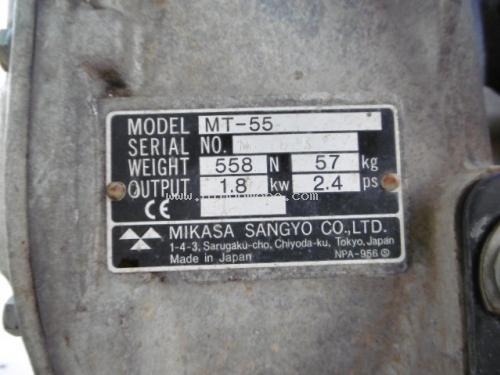 MODEL MT-55
SERIAL NO.
WEIGHT 558 N 57 kg
OUTPUT 1.8 kw 2.4 ps
CE
MIKASA SANGYO CO.,LTD.
1-4-3, Sarugaku-cho, Chiyoda-ku, Tokyo, Japan
Made in Japan NPA-956 Ⓢ